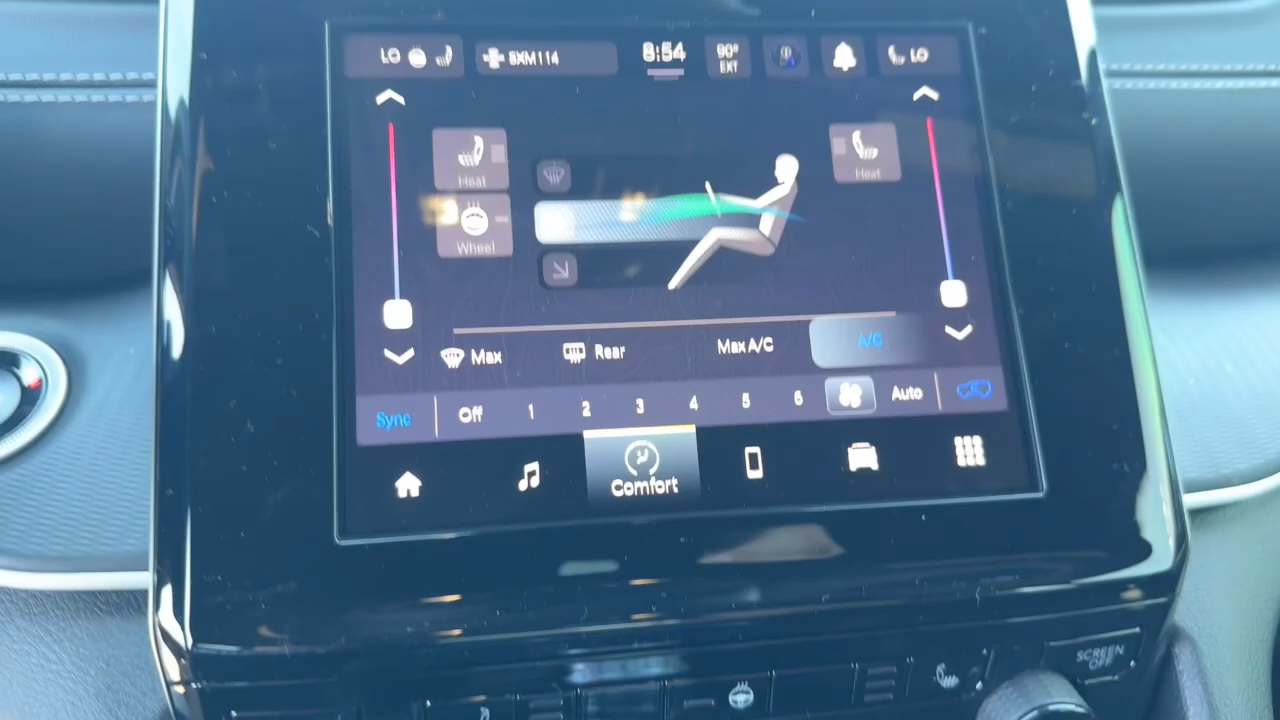 LO
SXM114
8:54
90°
EXT
LO
Heat
Heat
Wheel
Max
Rear
Max A/C
A/C
Sync
Off
1
2
3
4
5
6
Auto
Comfort
SCREEN
OFF